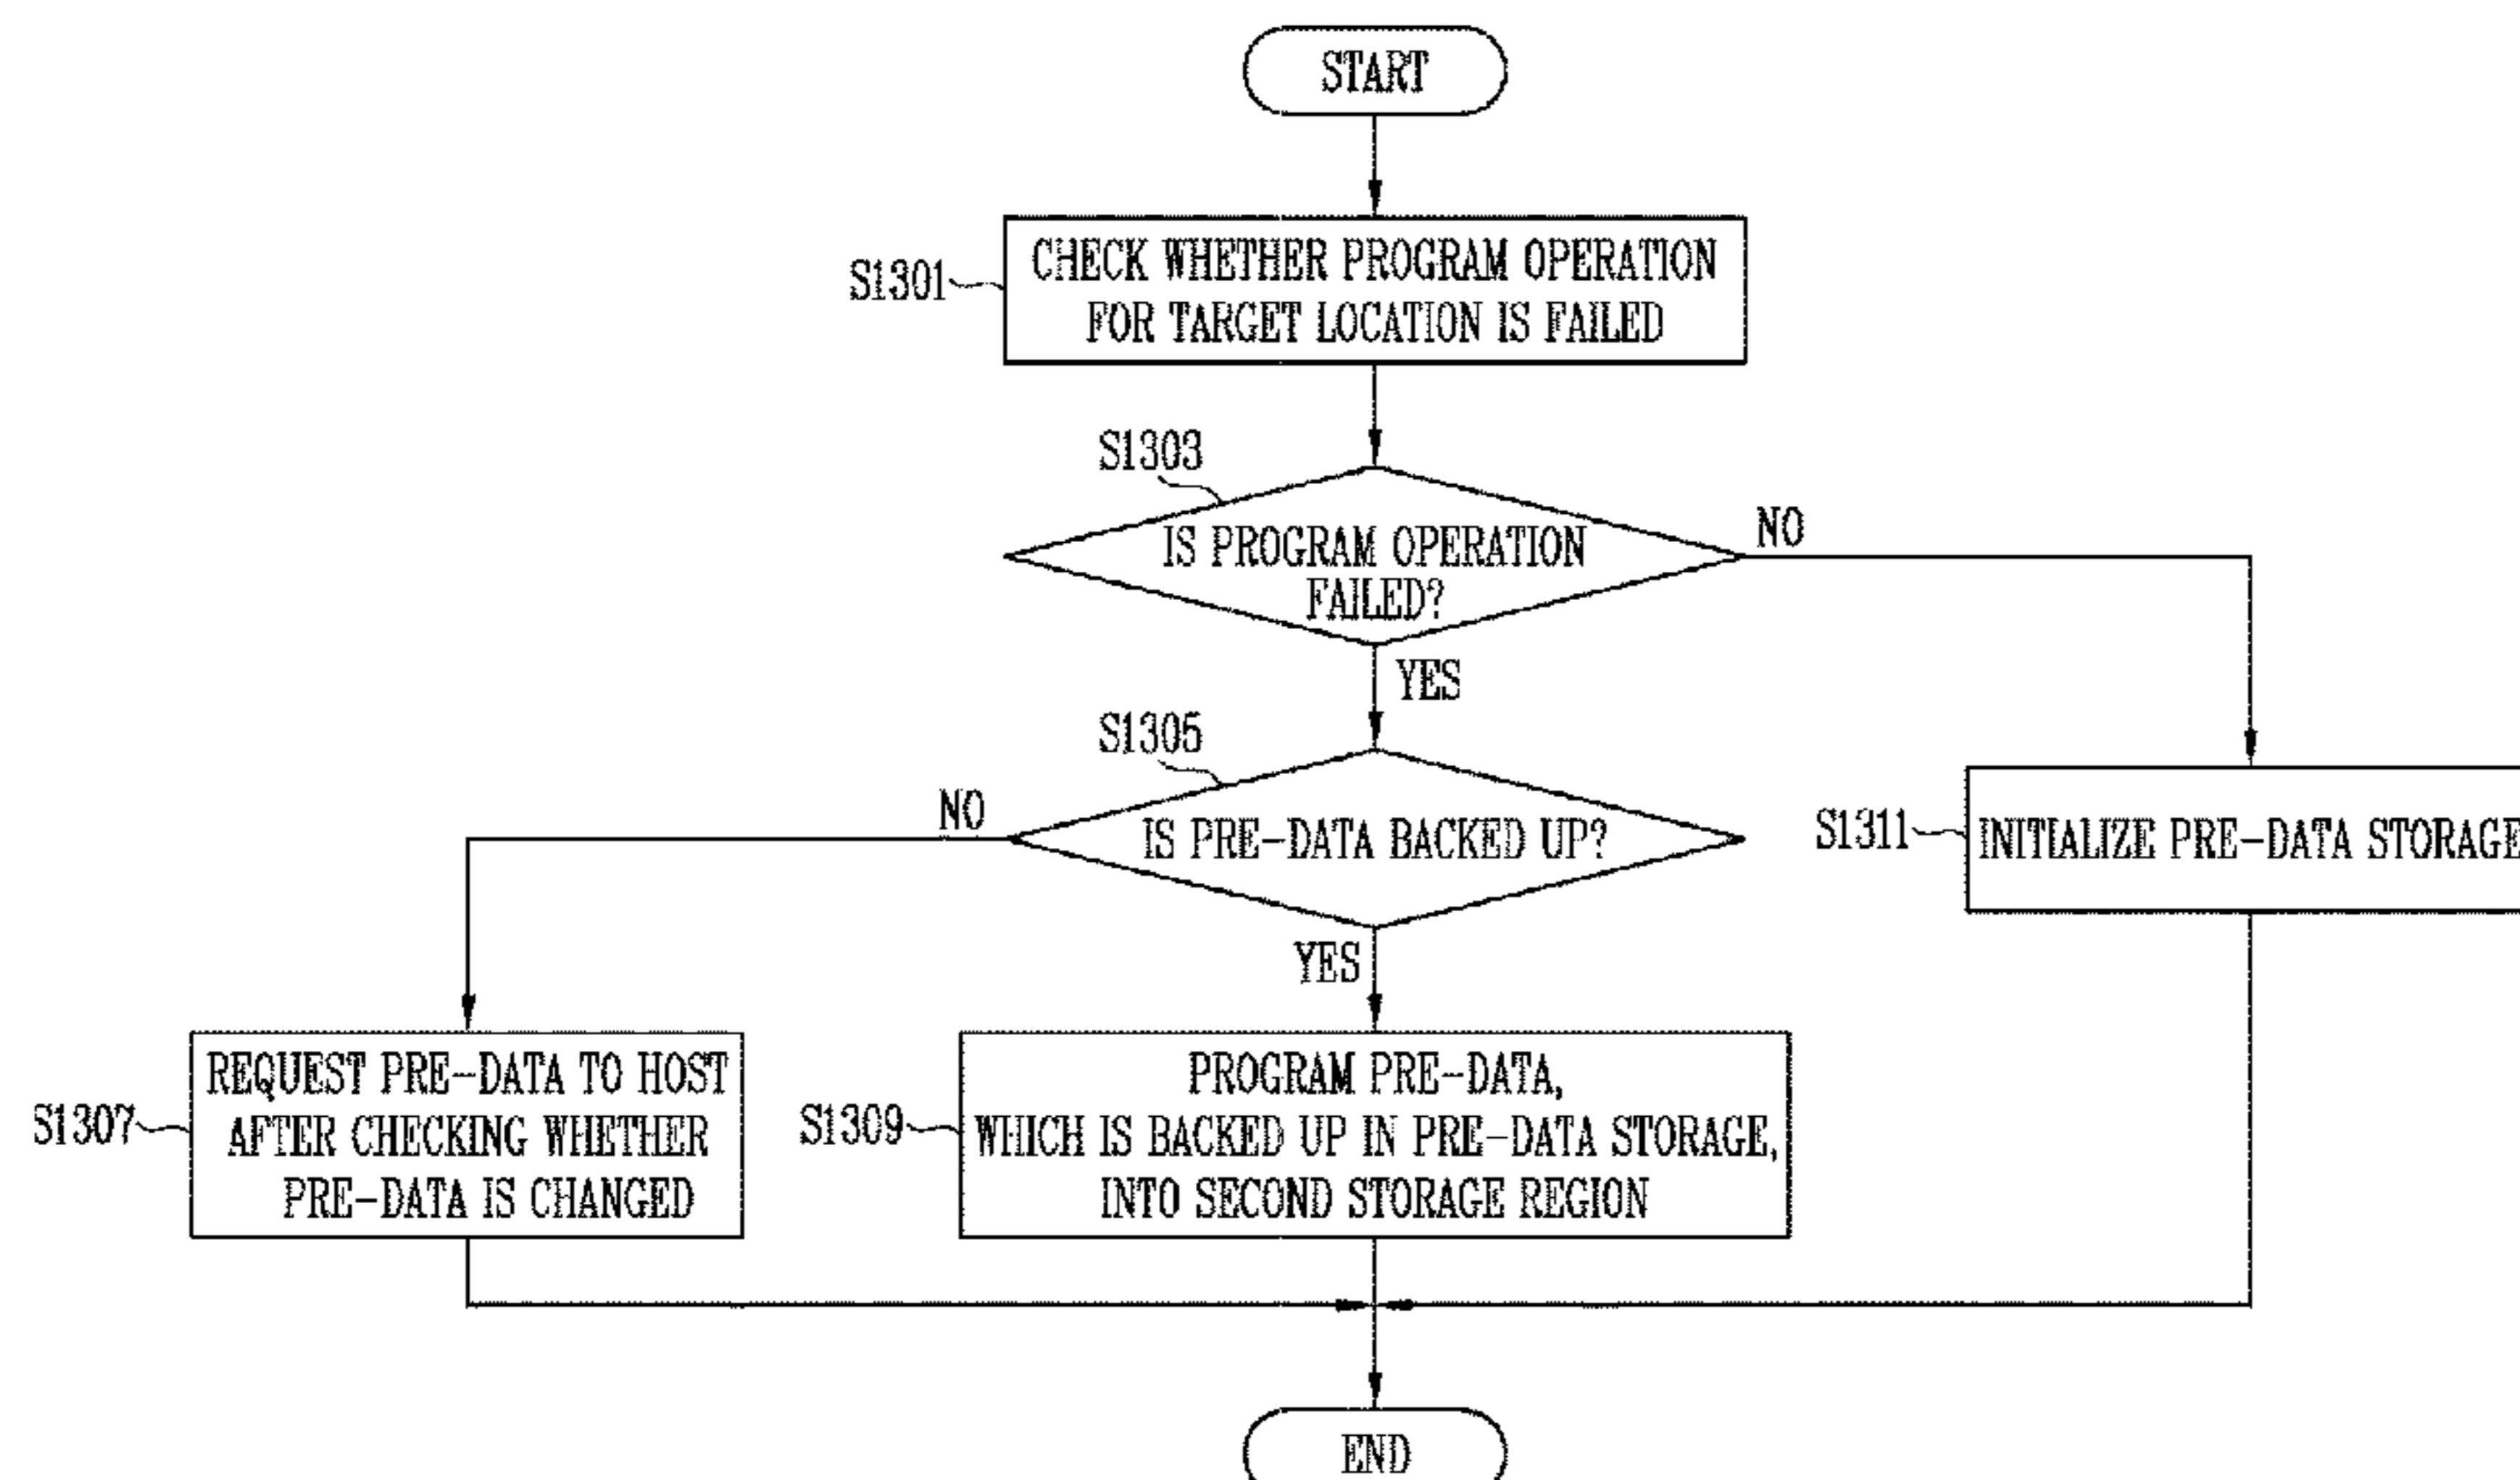 START
S1301
CHECK WHETHER PROGRAM OPERATION
FOR TARGET LOCATION IS FAILED
S1303
IS PROGRAM OPERATION
FAILED?
NO
YES
S1305
IS PRE-DATA BACKED UP?
NO
YES
S1311
INITIALIZE PRE-DATA STORAGE
S1307
REQUEST PRE-DATA TO HOST
AFTER CHECKING WHETHER
PRE-DATA IS CHANGED
S1309
PROGRAM PRE-DATA,
WHICH IS BACKED UP IN PRE-DATA STORAGE,
INTO SECOND STORAGE REGION
END